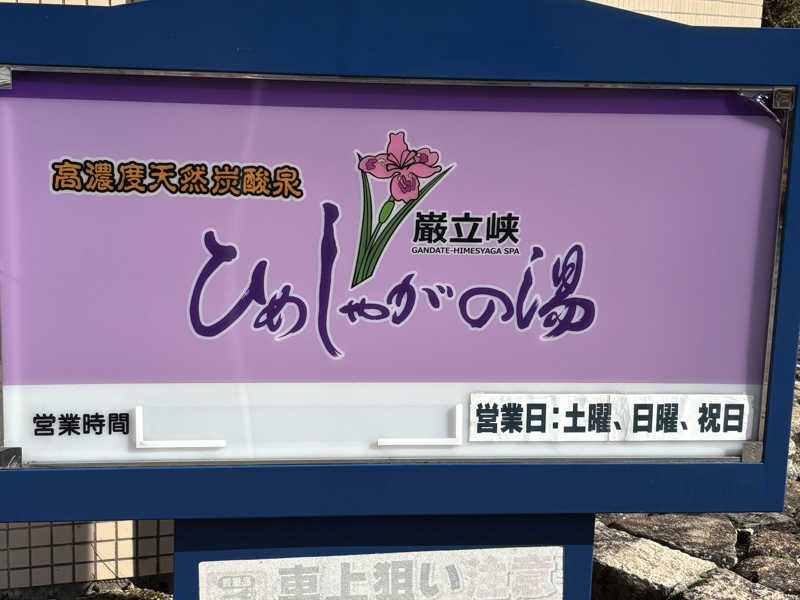 高濃度天然炭酸泉
巌立峡
GANDATE-HIMESYAGA SPA
ひめしゃがの湯
営業時間
営業日:土曜、日曜、祝日
車上狙い注意